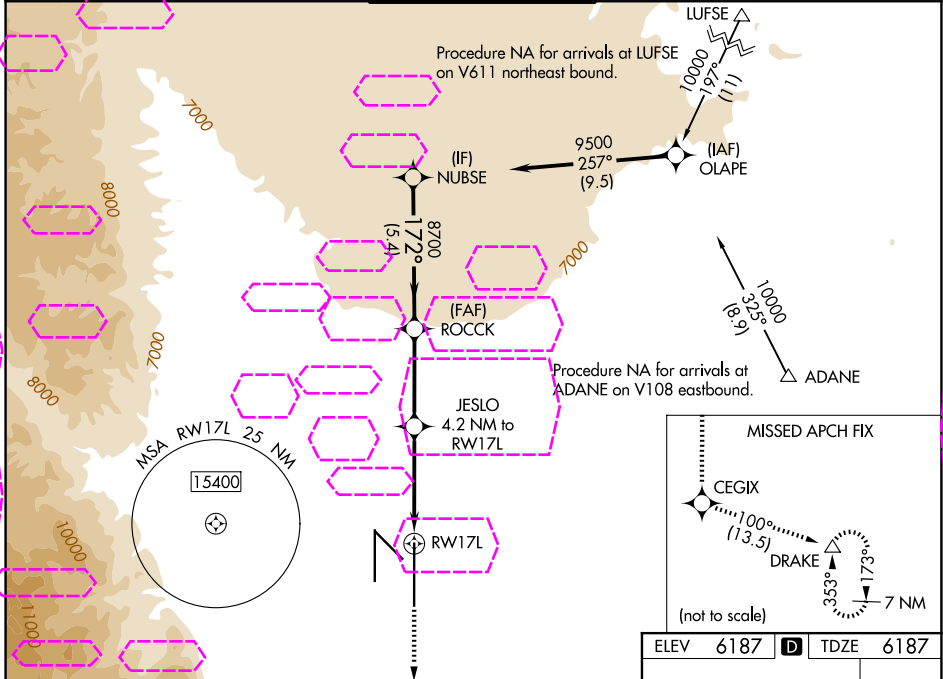 LUFSE
Procedure NA for arrivals at LUFSE
on V611 northeast bound.
10000
197°
(11)
7000
(IF)
NUBSE
9500
257°
(9.5)
(IAF)
OLAPE
8000
8700
172°
(5.4)
7000
10000
325°
(8.9)
(FAF)
ROCCK
7000
8000
Procedure NA for arrivals at
ADANE on V108 eastbound.
ADANE
JESLO
4.2 NM to
RW17L
MSA RW17L 25 NM
15400
MISSED APCH FIX
CEGIX
100°
(13.5)
DRAKE
353°
173°
7 NM
(not to scale)
10000
RW17L
11000
ELEV 6187 D TDZE 6187